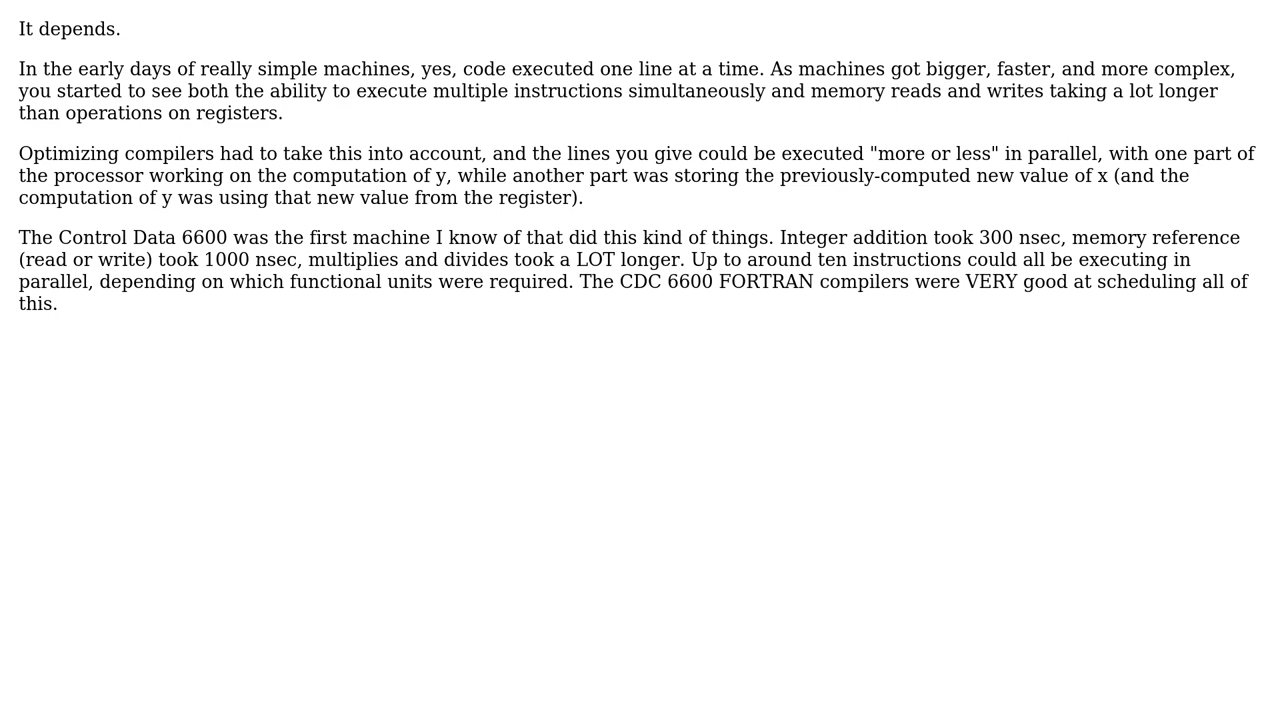 It depends.
In the early days of really simple machines, yes, code executed one line at a time. As machines got bigger, faster, and more complex,
you started to see both the ability to execute multiple instructions simultaneously and memory reads and writes taking a lot longer
than operations on registers.
Optimizing compilers had to take this into account, and the lines you give could be executed "more or less" in parallel, with one part of
the processor working on the computation of y, while another part was storing the previously-computed new value of x (and the
computation of y was using that new value from the register).
The Control Data 6600 was the first machine I know of that did this kind of things. Integer addition took 300 nsec, memory reference
(read or write) took 1000 nsec, multiplies and divides took a LOT longer. Up to around ten instructions could all be executing in
parallel, depending on which functional units were required. The CDC 6600 FORTRAN compilers were VERY good at scheduling all of
this.